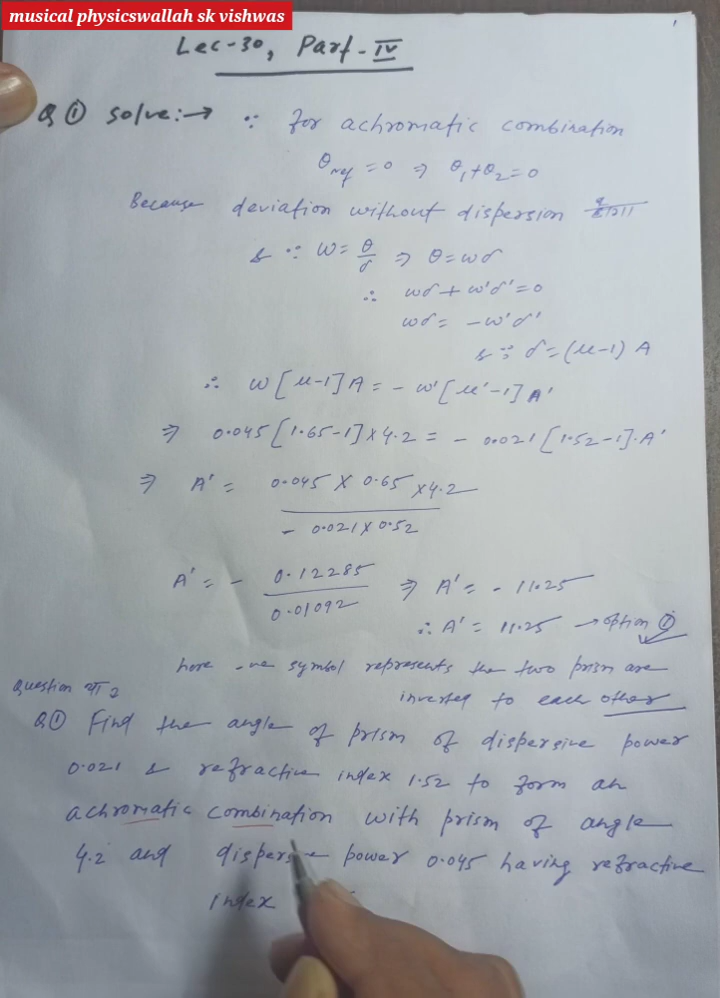 musical physicswallah sk vishwas
Lec-30, Part-IV
Q ① solve:→ ∵ for achromatic combination
θnef = 0 ⇒ θ₁+θ₂=0
Because deviation without dispersion
& ∵ ω = θ/δ ⇒ θ=ωδ
∴ ωδ + ω'δ' = 0
ωδ = -ω'δ'
& ∵ δ=(μ-1) A
∴ ω[μ-1]A = - ω'[μ'-1]A'
⇒ 0.045[1.65-1]×4.2 = - 0.021[1.52-1].A'
⇒ A' = 0.045 × 0.65 ×4.2
- 0.021×0.52
A' = - 0.12285/0.01092 ⇒ A' = - 11.25
∴ A' = 11.25 → option ①
here -ve symbol represents the two prism are
inverted to each other
Question
Q① Find the angle of prism of dispersive power
0.021 & refractive index 1.52 to form an
achromatic combination with prism of angle
4.2 and dispersive power 0.045 having refractive
index